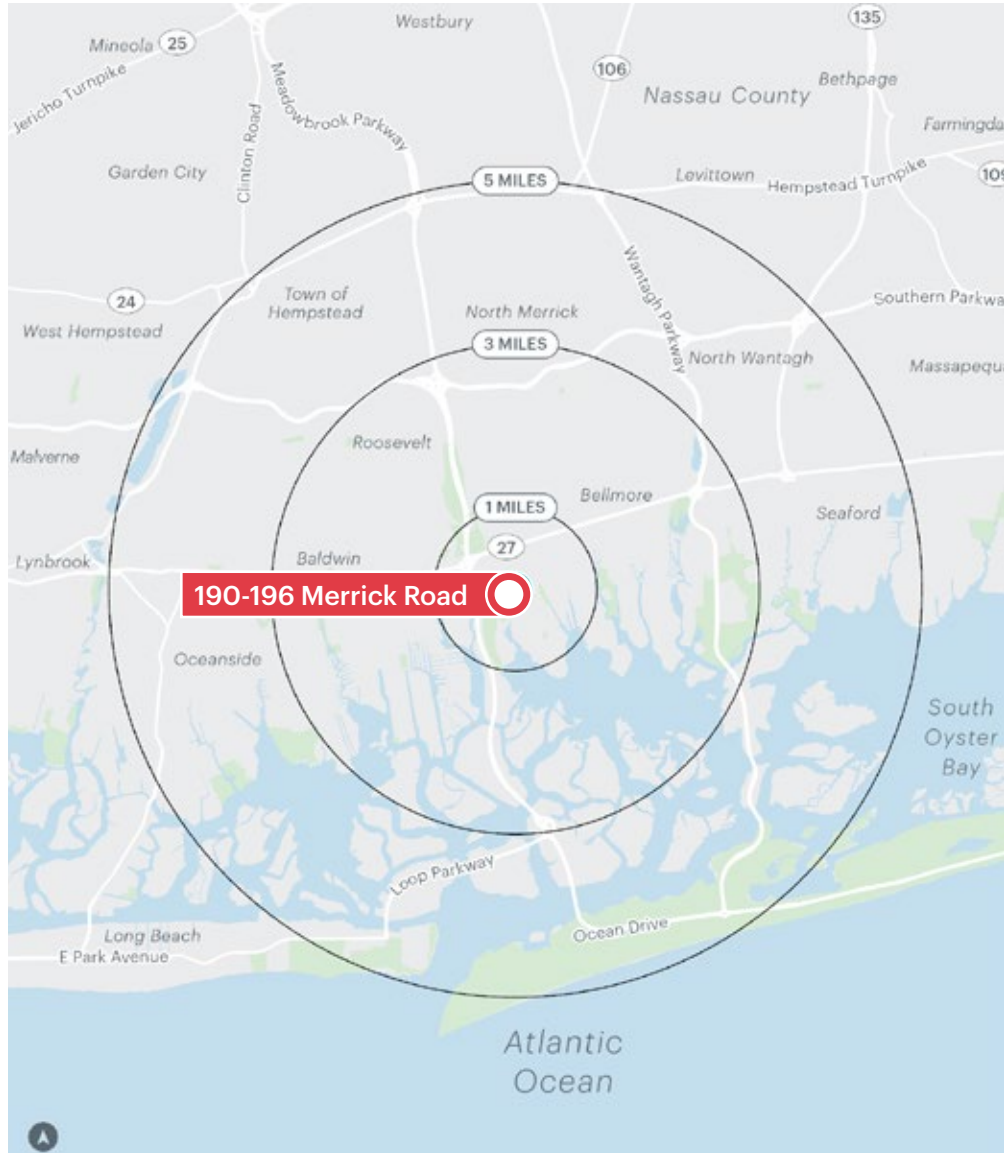 Westbury
135
Mineola
25
106
Bethpage
Jericho Turnpike
Meadowbrook Parkway
Nassau County
Farmingda
Clinton Road
Garden City
5 MILES
Levittown
Hempstead Turnpike
109
Wantagh Parkway
24
Town of
Hempstead
North Merrick
Southern Parkwa
West Hempstead
3 MILES
North Wantagh
Massapequ
Roosevelt
Malverne
Bellmore
1 MILES
Seaford
27
Lynbrook
Baldwin
190-196 Merrick Road
Oceanside
South
Oyster
Bay
Loop Parkway
Ocean Drive
Long Beach
E Park Avenue
Atlantic
Ocean